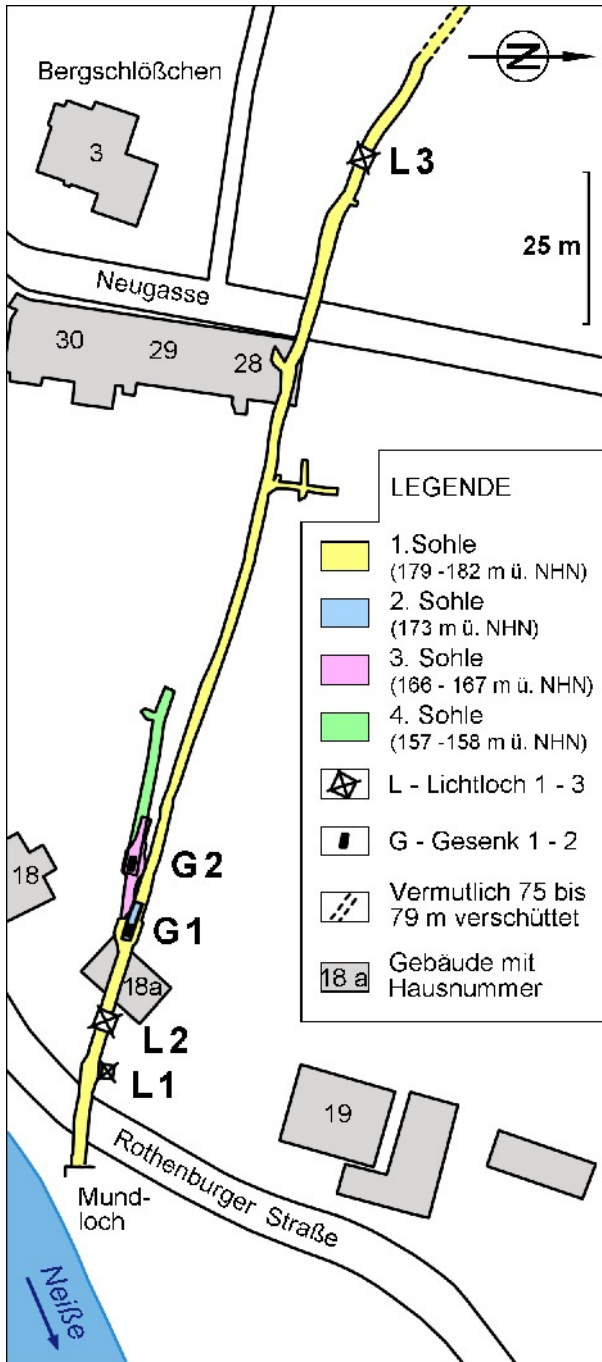 Bergschlößchen
N
3
L 3
25 m
Neugasse
30
29
28
LEGENDE
1.Sohle
(179 -182 m ü. NHN)
2. Sohle
(173 m ü. NHN)
3. Sohle
(166 - 167 m ü. NHN)
4. Sohle
(157 -158 m ü. NHN)
L - Lichtloch 1 - 3
G - Gesenk 1 - 2
Vermutlich 75 bis
79 m verschüttet
18 a
Gebäude mit
Hausnummer
18
G 2
G 1
18a
L 2
L 1
19
Rothenburger Straße
Mund-
loch
Neiße